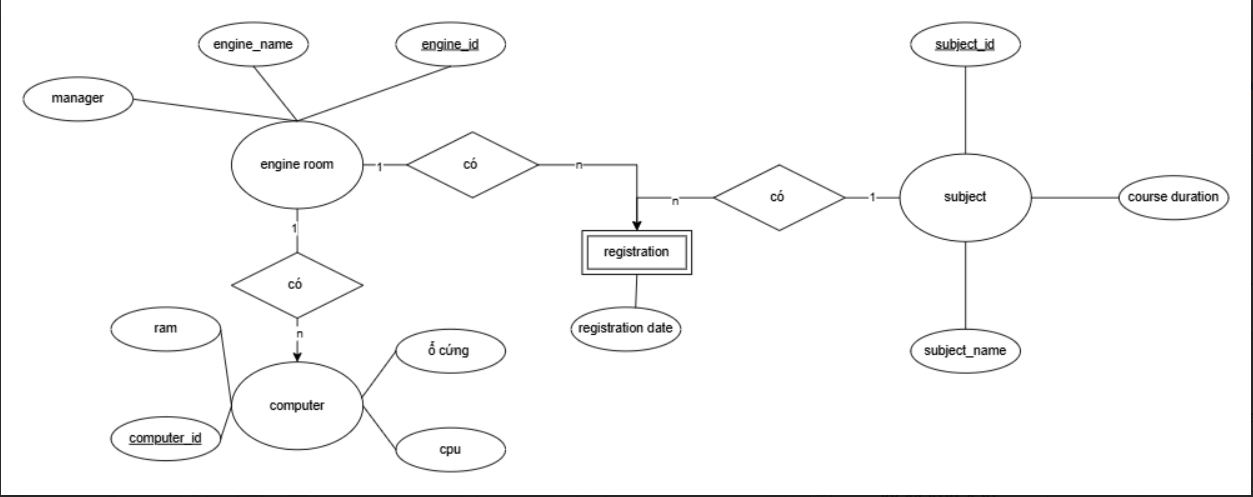 engine_name
engine_id
subject_id
manager
engine room
1
có
n
n
có
1
subject
course duration
1
registration
có
ram
n
registration date
ổ cứng
subject_name
computer
computer_id
cpu